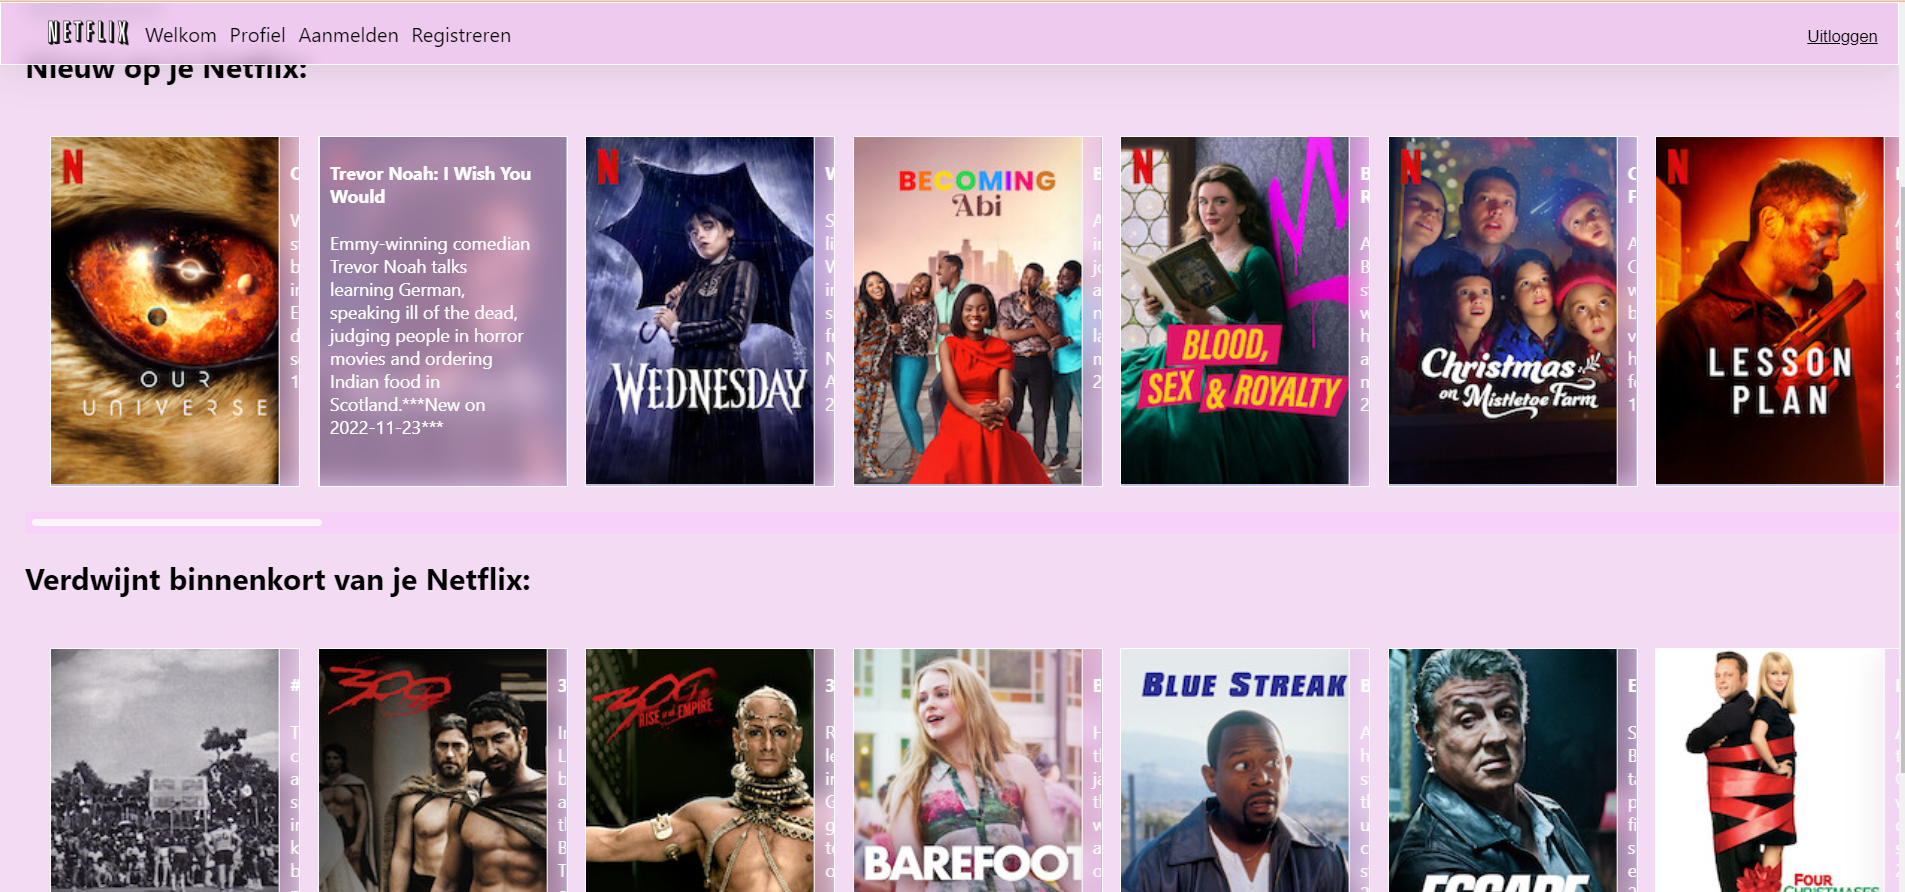 NETFLIX Welkom Profiel Aanmelden Registreren Uitloggen
Nieuw op je Netflix:
N
OUR
UNIVERSE
Trevor Noah: I Wish You
Would
Emmy-winning comedian
Trevor Noah talks
learning German,
speaking ill of the dead,
judging people in horror
movies and ordering
Indian food in
Scotland.***New on
2022-11-23***
N
WEDNESDAY
BECOMING
Abi
N
BLOOD,
SEX & ROYALTY
N
Christmas
on Mistletoe Farm
N
LESSON
PLAN
Verdwijnt binnenkort van je Netflix:
300
300
RISE of an EMPIRE
BAREFOOT
BLUE STREAK
ESCAPE
FOUR
CHRISTMASES